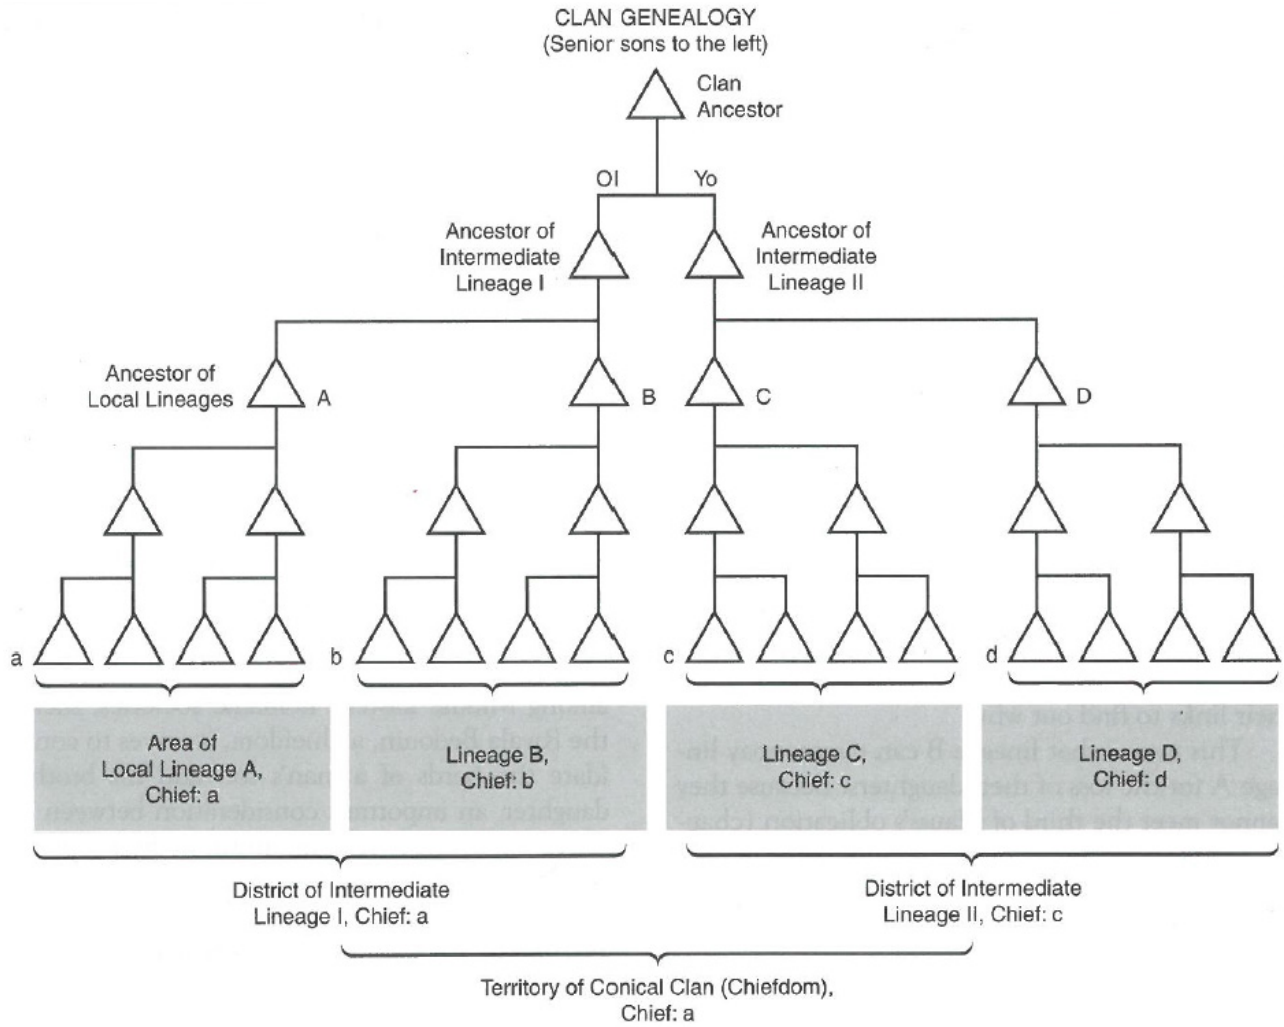 CLAN GENEALOGY
(Senior sons to the left)
Clan
Ancestor
Ol Yo
Ancestor of
Intermediate
Lineage I
Ancestor of
Intermediate
Lineage II
Ancestor of
Local Lineages
A
B
C
D
a
b
c
d
Area of
Local Lineage A,
Chief: a
Lineage B,
Chief: b
Lineage C,
Chief: c
Lineage D,
Chief: d
District of Intermediate
Lineage I, Chief: a
District of Intermediate
Lineage II, Chief: c
Territory of Conical Clan (Chiefdom),
Chief: a